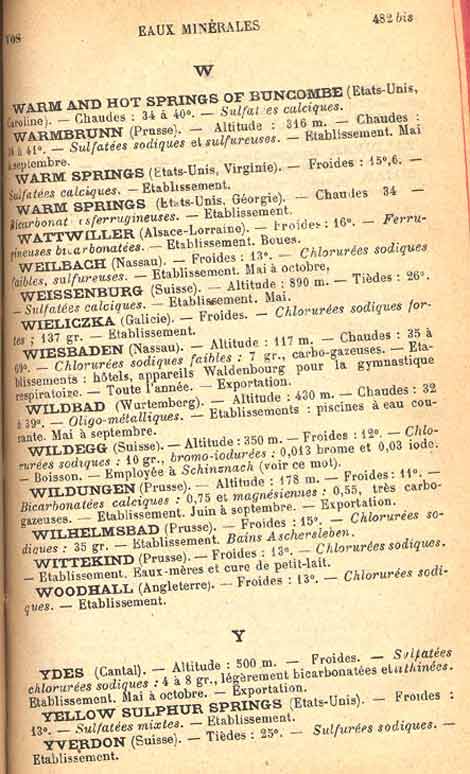 VOS
EAUX MINÉRALES
482 bis
W
WARM AND HOT SPRINGS OF BUNCOMBE (Etats-Unis,
Caroline). — Chaudes : 34 à 40°. — Sulfatées calciques.
WARMBRUNN (Prusse). — Altitude : 316 m. — Chaudes :
à 41°. — Sulfatées sodiques et sulfureuses. — Etablissement. Mai
à septembre.
WARM SPRINGS (Etats-Unis, Virginie). — Froides : 15°,6. —
Sulfatées calciques. — Etablissement.
WARM SPRINGS (Etats-Unis, Géorgie). — Chaudes 34 —
Bicarbonatées ferrugineuses. — Etablissement.
WATTWILLER (Alsace-Lorraine). — Froides : 16°. — Ferru-
gineuses bicarbonatées. — Etablissement. Boues.
WEILBACH (Nassau). — Froides : 13°. — Chlorurées sodiques
faibles, sulfureuses. — Etablissement. Mai à octobre,
WEISSENBURG (Suisse). — Altitude : 890 m. — Tièdes : 26°.
— Sulfatées calciques. — Etablissement. Mai.
WIELICZKA (Galicie). — Froides. — Chlorurées sodiques for-
tes ; 137 gr. — Etablissement.
WIESBADEN (Nassau). — Altitude : 117 m. — Chaudes : 35 à
69°. — Chlorurées sodiques faibles : 7 gr., carbo-gazeuses. — Eta-
blissements : hôtels, appareils Waldenbourg pour la gymnastique
respiratoire. — Toute l'année. — Exportation.
WILDBAD (Wurtemberg). — Altitude : 430 m. — Chaudes : 32
à 39°. — Oligo-métalliques. — Etablissements : piscines à eau cou-
rante. Mai à septembre.
WILDEGG (Suisse). — Altitude : 350 m. — Froides : 12°. — Chlo-
rurées sodiques : 10 gr., bromo-iodurées : 0,013 brome et 0,03 iode.
— Boisson. — Employée à Schinznach (voir ce mot).
WILDUNGEN (Prusse). — Altitude : 178 m. — Froides : 11°. —
Bicarbonatées calciques : 0,75 et magnésiennes : 0,55, très carbo-
gazeuses. — Etablissement. Juin à septembre. — Exportation.
WILHELMSBAD (Prusse). — Froides : 15°. — Chlorurées so-
diques : 35 gr. — Etablissement. Bains Aschersleben.
WITTEKIND (Prusse). — Froides : 13°. — Chlorurées sodiques.
— Etablissement. Eaux-mères et cure de petit-lait.
WOODHALL (Angleterre). — Froides : 13°. — Chlorurées sodi-
ques. — Etablissement.
Y
YDES (Cantal). — Altitude : 500 m. — Froides. — Sulfatées
chlorurées sodiques : 4 à 8 gr., légèrement bicarbonatées et lithinées.
Etablissement. Mai à octobre. — Exportation.
YELLOW SULPHUR SPRINGS (Etats-Unis). — Froides :
13°. — Sulfatées mixtes. — Etablissement.
YVERDON (Suisse). — Tièdes : 25°. — Sulfurées sodiques. —
Etablissement.